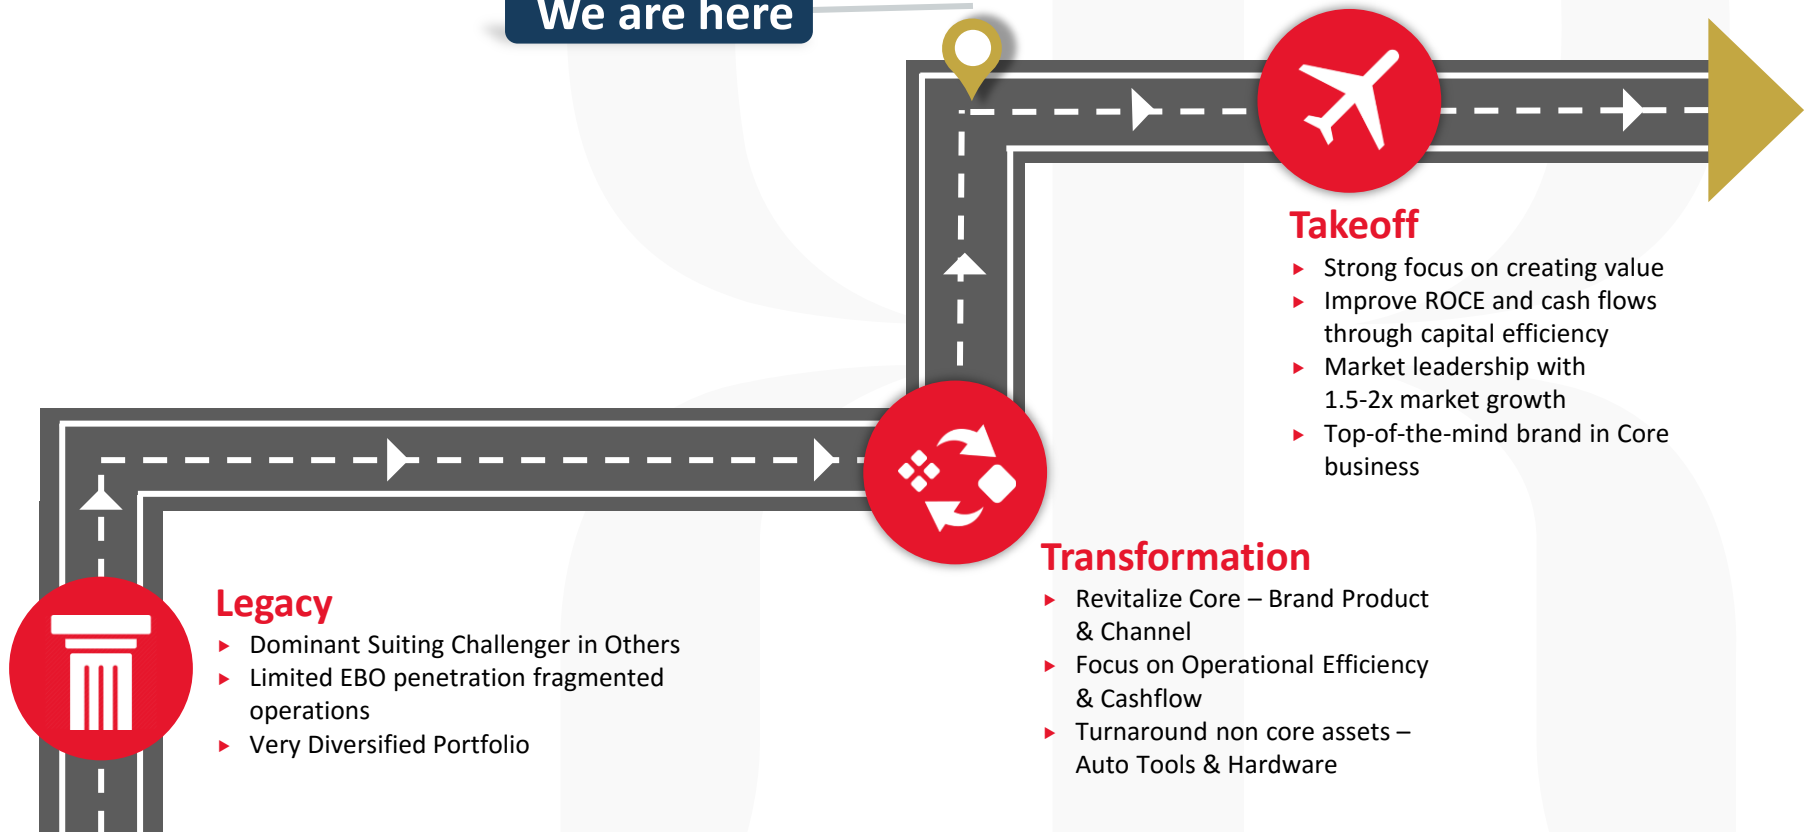 We are here
Takeoff
Strong focus on creating value
Improve ROCE and cash flows
through capital efficiency
Market leadership with
1.5-2x market growth
Top-of-the-mind brand in Core
business
Transformation
Revitalize Core – Brand Product
& Channel
Focus on Operational Efficiency
& Cashflow
Turnaround non core assets –
Auto Tools & Hardware
Legacy
Dominant Suiting Challenger in Others
Limited EBO penetration fragmented
operations
Very Diversified Portfolio